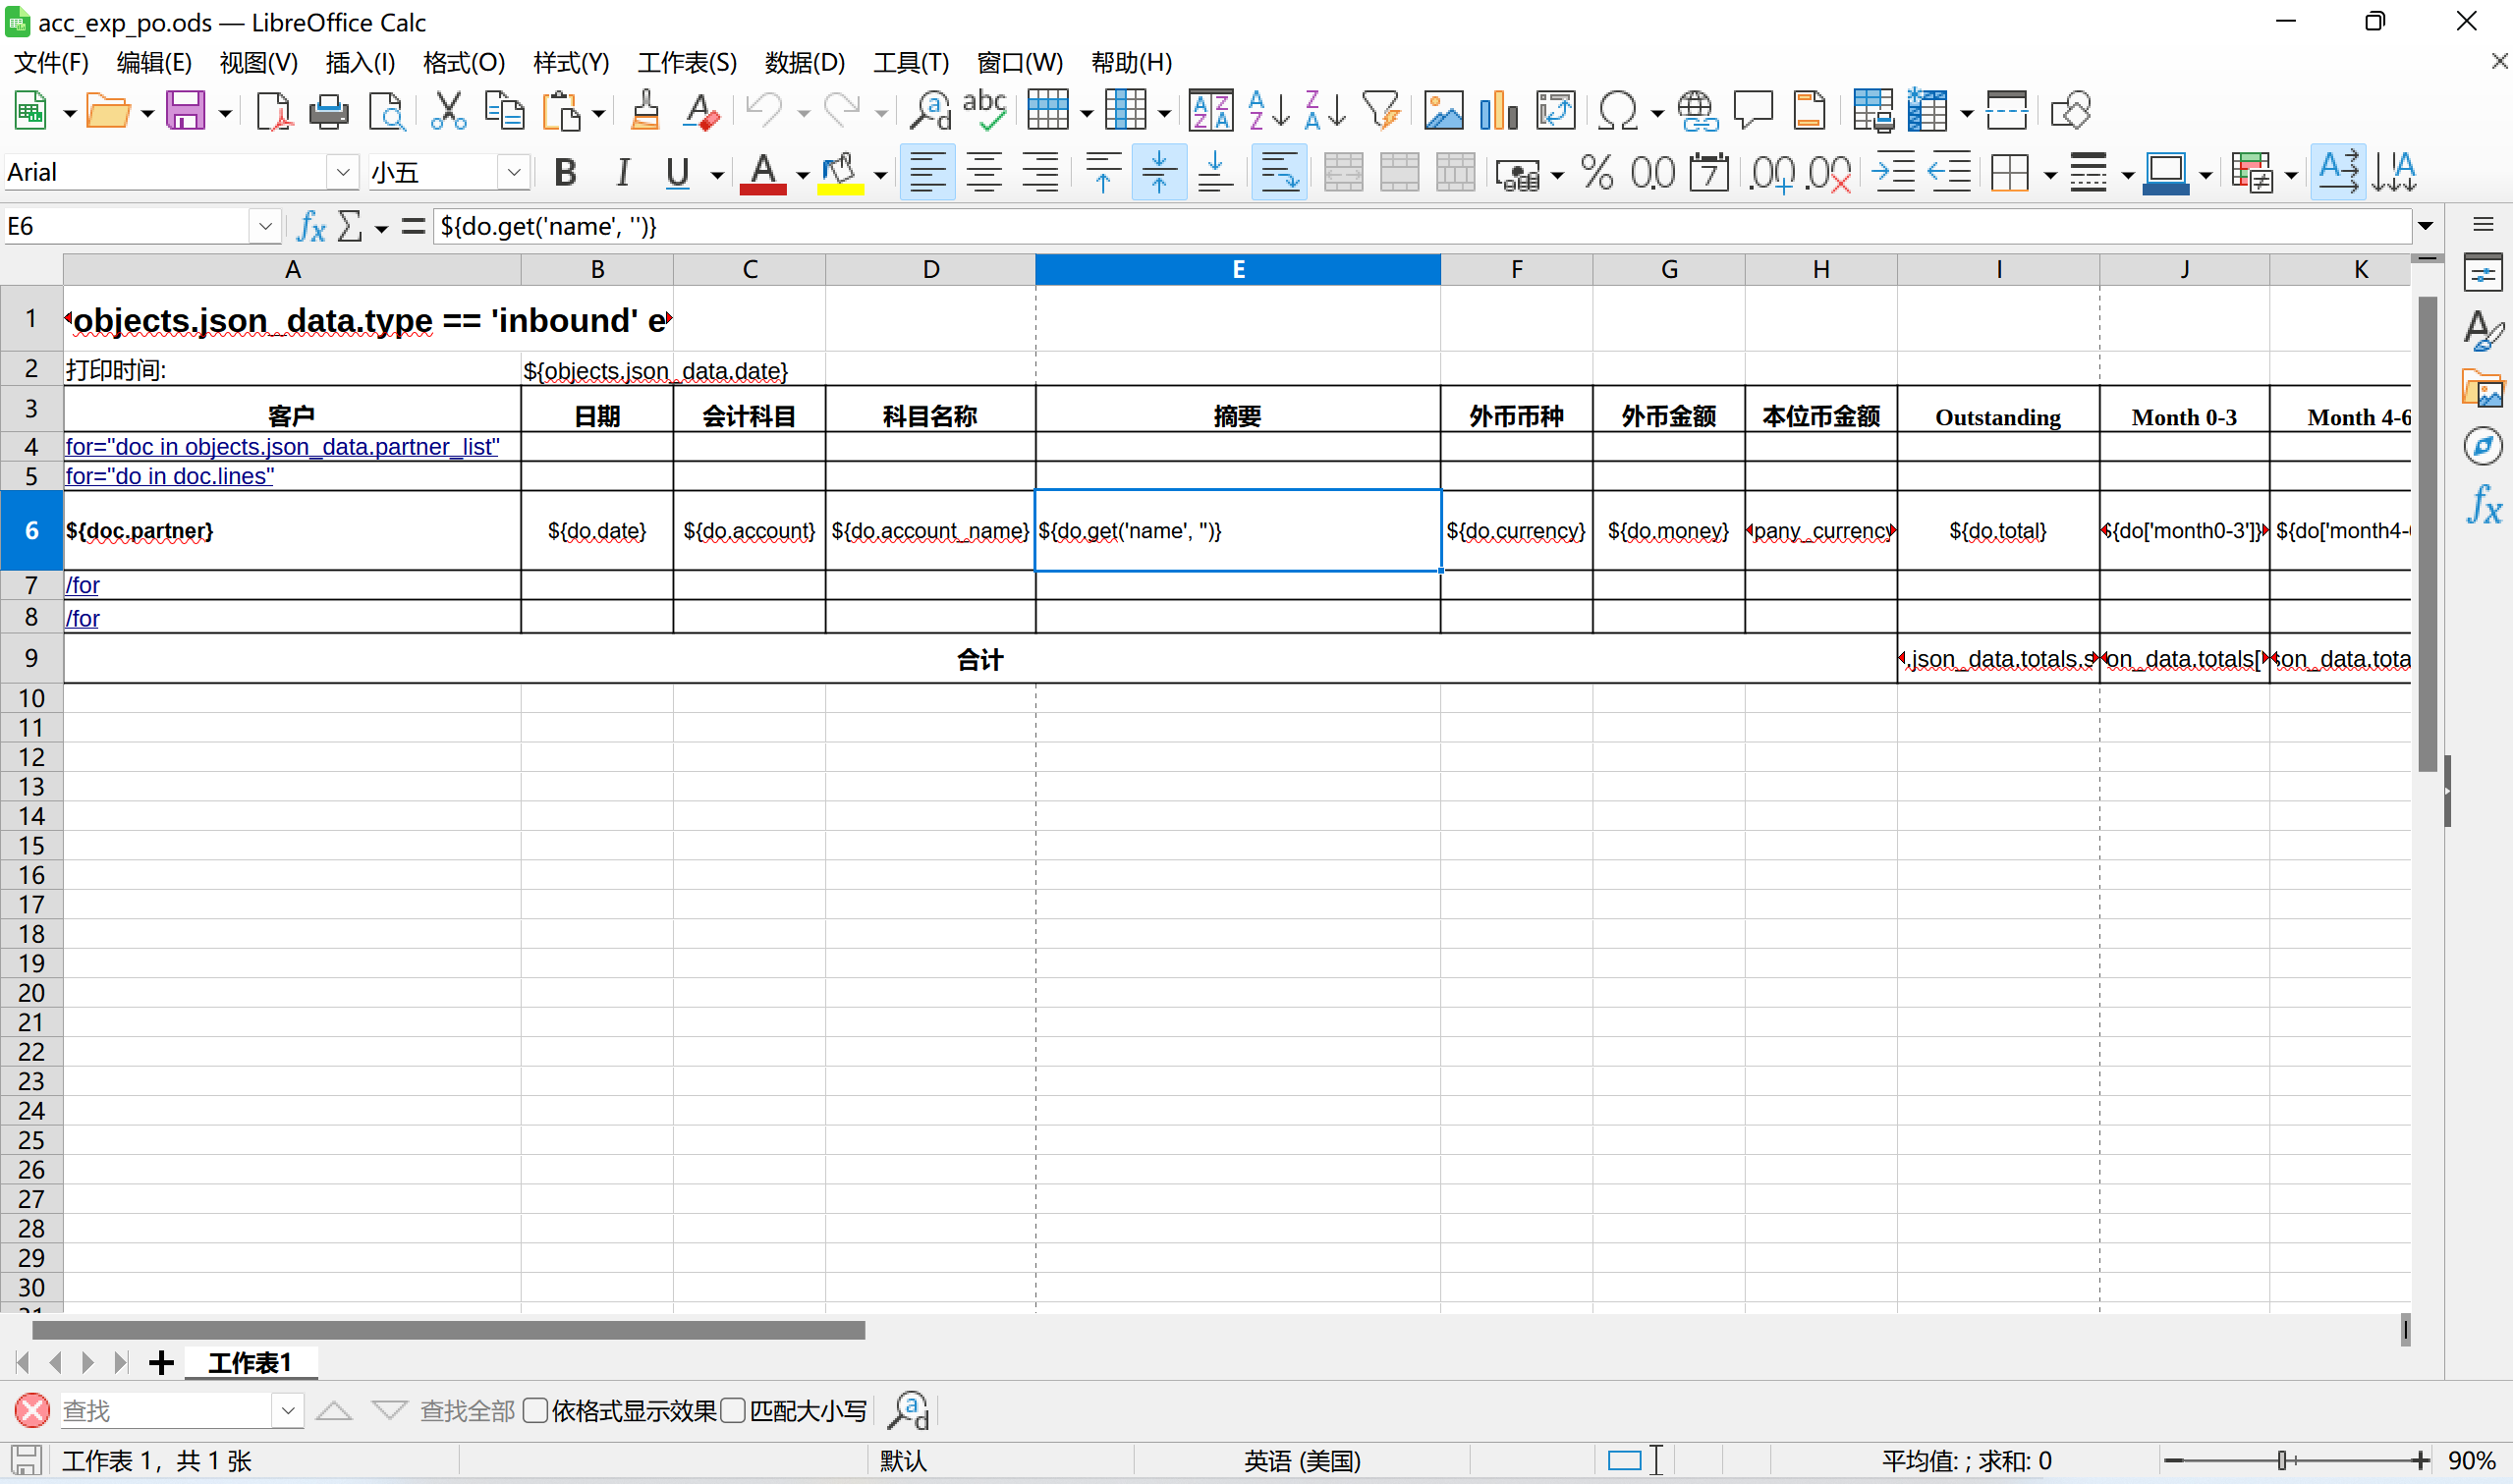 acc_exp_po.ods — LibreOffice Calc
文件(F) 编辑(E) 视图(V) 插入(I) 格式(O) 样式(Y) 工作表(S) 数据(D) 工具(T) 窗口(W) 帮助(H)
Arial 小五
E6 ${do.get('name', '')}
A B C D E F G H I J K
1 objects.json_data.type == 'inbound' e
2 打印时间: ${objects.json_data.date}
3 客户 日期 会计科目 科目名称 摘要 外币币种 外币金额 本位币金额 Outstanding Month 0-3 Month 4-6
4 for="doc in objects.json_data.partner_list"
5 for="do in doc.lines"
6 ${doc.partner} ${do.date} ${do.account} ${do.account_name} ${do.get('name', '')} ${do.currency} ${do.money} pany_currency ${do.total} ${do['month0-3']} ${do['month4-
7 /for
8 /for
9 合计 .json_data.totals.s on_data.totals[ son_data.tota
10
11
12
13
14
15
16
17
18
19
20
21
22
23
24
25
26
27
28
29
30
工作表1
查找 查找全部 依格式显示效果 匹配大小写
工作表 1，共 1 张 默认 英语 (美国) 平均值: ; 求和: 0 90%